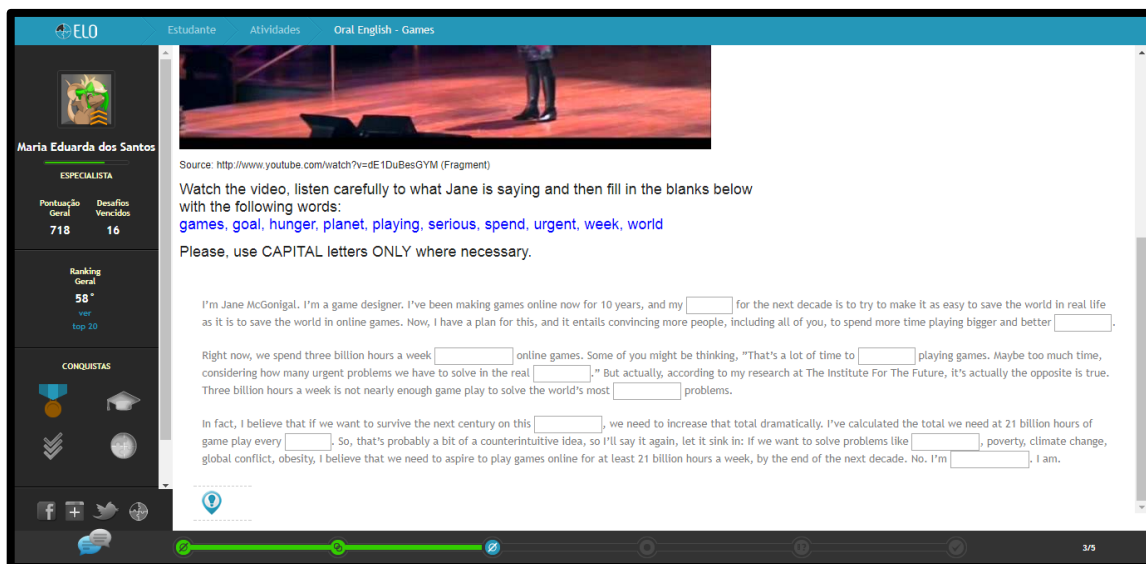 ELO
Estudante
Atividades
Oral English - Games
Maria Eduarda dos Santos
ESPECIALISTA
Pontuação Geral
718
Desafios Vencidos
16
Ranking
Geral
58°
ver
top 20
CONQUISTAS
Source: http://www.youtube.com/watch?v=dE1DuBesGYM (Fragment)
Watch the video, listen carefully to what Jane is saying and then fill in the blanks below
with the following words:
games, goal, hunger, planet, playing, serious, spend, urgent, week, world
Please, use CAPITAL letters ONLY where necessary.
I'm Jane McGonigal. I'm a game designer. I've been making games online now for 10 years, and my for the next decade is to try to make it as easy to save the world in real life
as it is to save the world in online games. Now, I have a plan for this, and it entails convincing more people, including all of you, to spend more time playing bigger and better .
Right now, we spend three billion hours a week online games. Some of you might be thinking, "That's a lot of time to playing games. Maybe too much time,
considering how many urgent problems we have to solve in the real ." But actually, according to my research at The Institute For The Future, it's actually the opposite is true.
Three billion hours a week is not nearly enough game play to solve the world's most problems.
In fact, I believe that if we want to survive the next century on this , we need to increase that total dramatically. I've calculated the total we need at 21 billion hours of
game play every . So, that's probably a bit of a counterintuitive idea, so I'll say it again, let it sink in: If we want to solve problems like , poverty, climate change,
global conflict, obesity, I believe that we need to aspire to play games online for at least 21 billion hours a week, by the end of the next decade. No. I'm . I am.
3/5